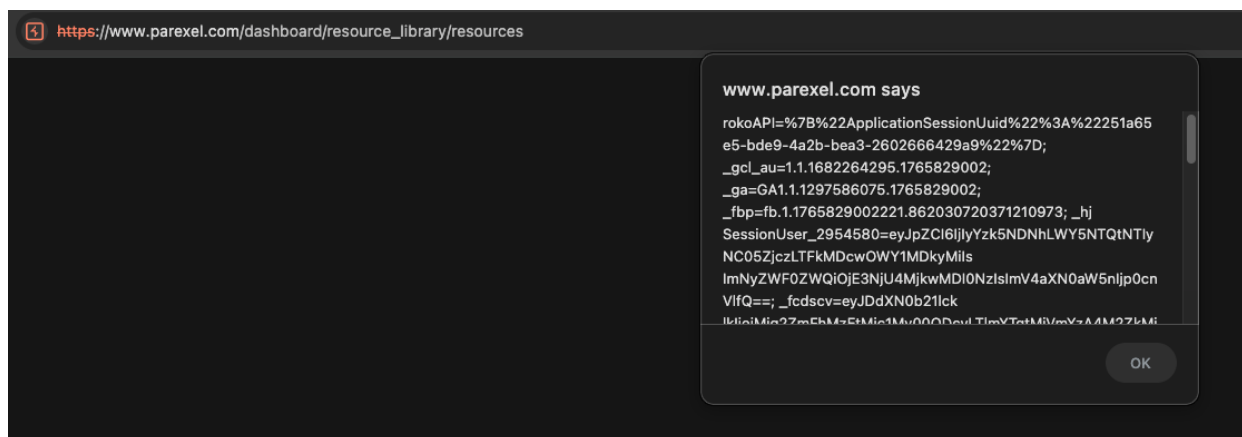 https://www.parexel.com/dashboard/resource_library/resources
www.parexel.com says
rokoAPI=%7B%22ApplicationSessionUuid%22%3A%22251a65
e5-bde9-4a2b-bea3-2602666429a9%22%7D;
_gcl_au=1.1.1682264295.1765829002;
_ga=GA1.1.1297586075.1765829002;
_fbp=fb.1.1765829002221.862030720371210973; _hj
SessionUser_2954580=eyJpZCI6IjIyYzk5NDNhLWY5NTQtNTIy
NC05ZjczLTFkMDcwOWY1MDkyMiIs
ImNyZWF0ZWQiOjE3NjU4MjkwMDI0NzIsImV4aXN0aW5nIjp0cn
VlfQ==; _fcdscv=eyJDdXN0b21lck
OK